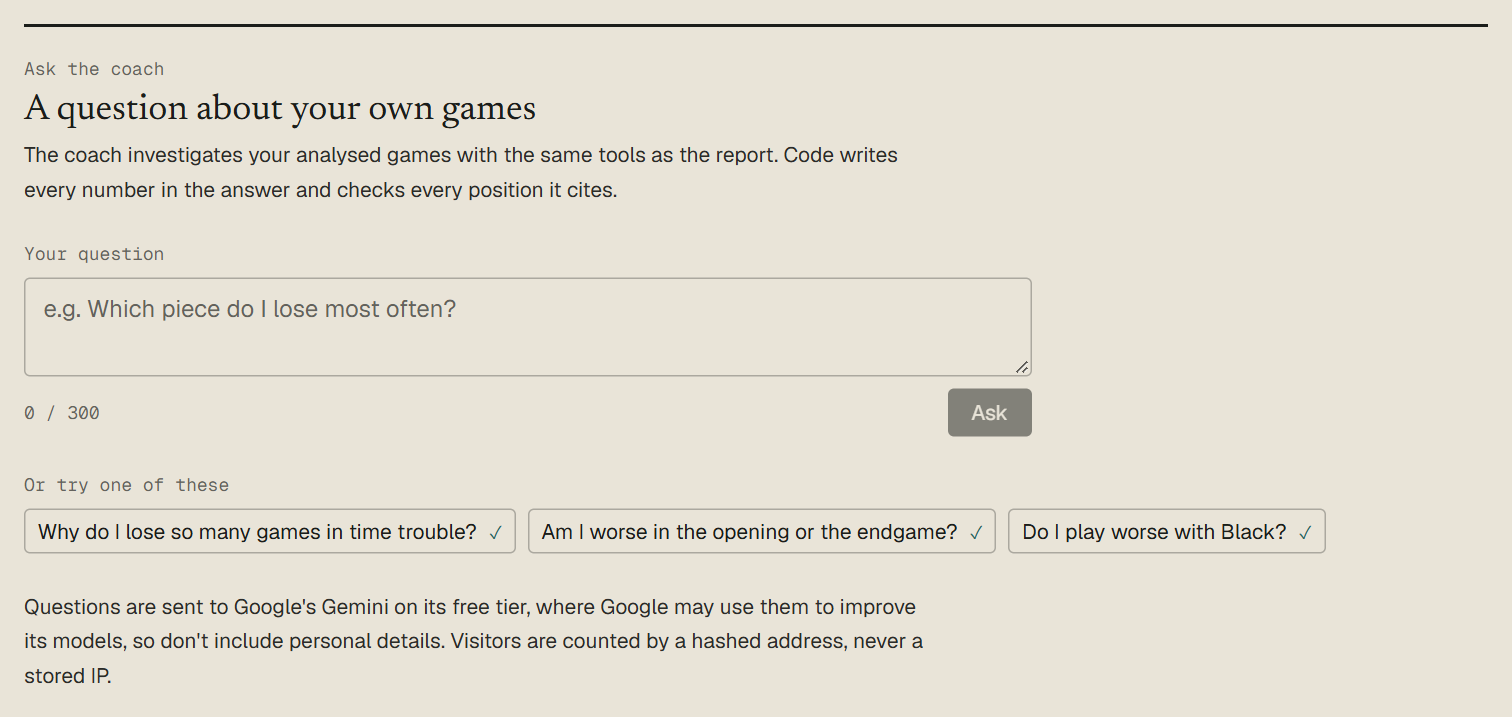 Ask the coach
A question about your own games
The coach investigates your analysed games with the same tools as the report. Code writes
every number in the answer and checks every position it cites.
Your question
e.g. Which piece do I lose most often?
0 / 300
Ask
Or try one of these
Why do I lose so many games in time trouble? ✓
Am I worse in the opening or the endgame? ✓
Do I play worse with Black? ✓
Questions are sent to Google's Gemini on its free tier, where Google may use them to improve
its models, so don't include personal details. Visitors are counted by a hashed address, never a
stored IP.